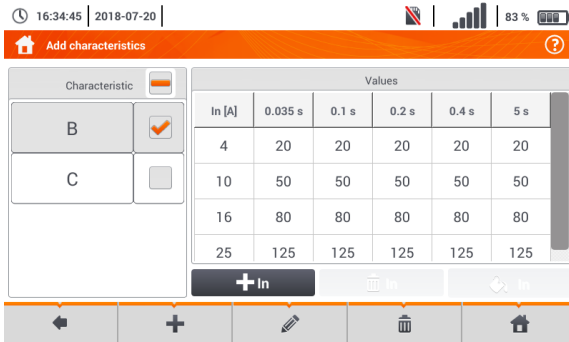 16:34:45 2018-07-20 83 %
Add characteristics ?
Characteristic Values
In [A] 0.035 s 0.1 s 0.2 s 0.4 s 5 s
B
4 20 20 20 20 20
C
10 50 50 50 50 50
16 80 80 80 80 80
25 125 125 125 125 125
+ In In In